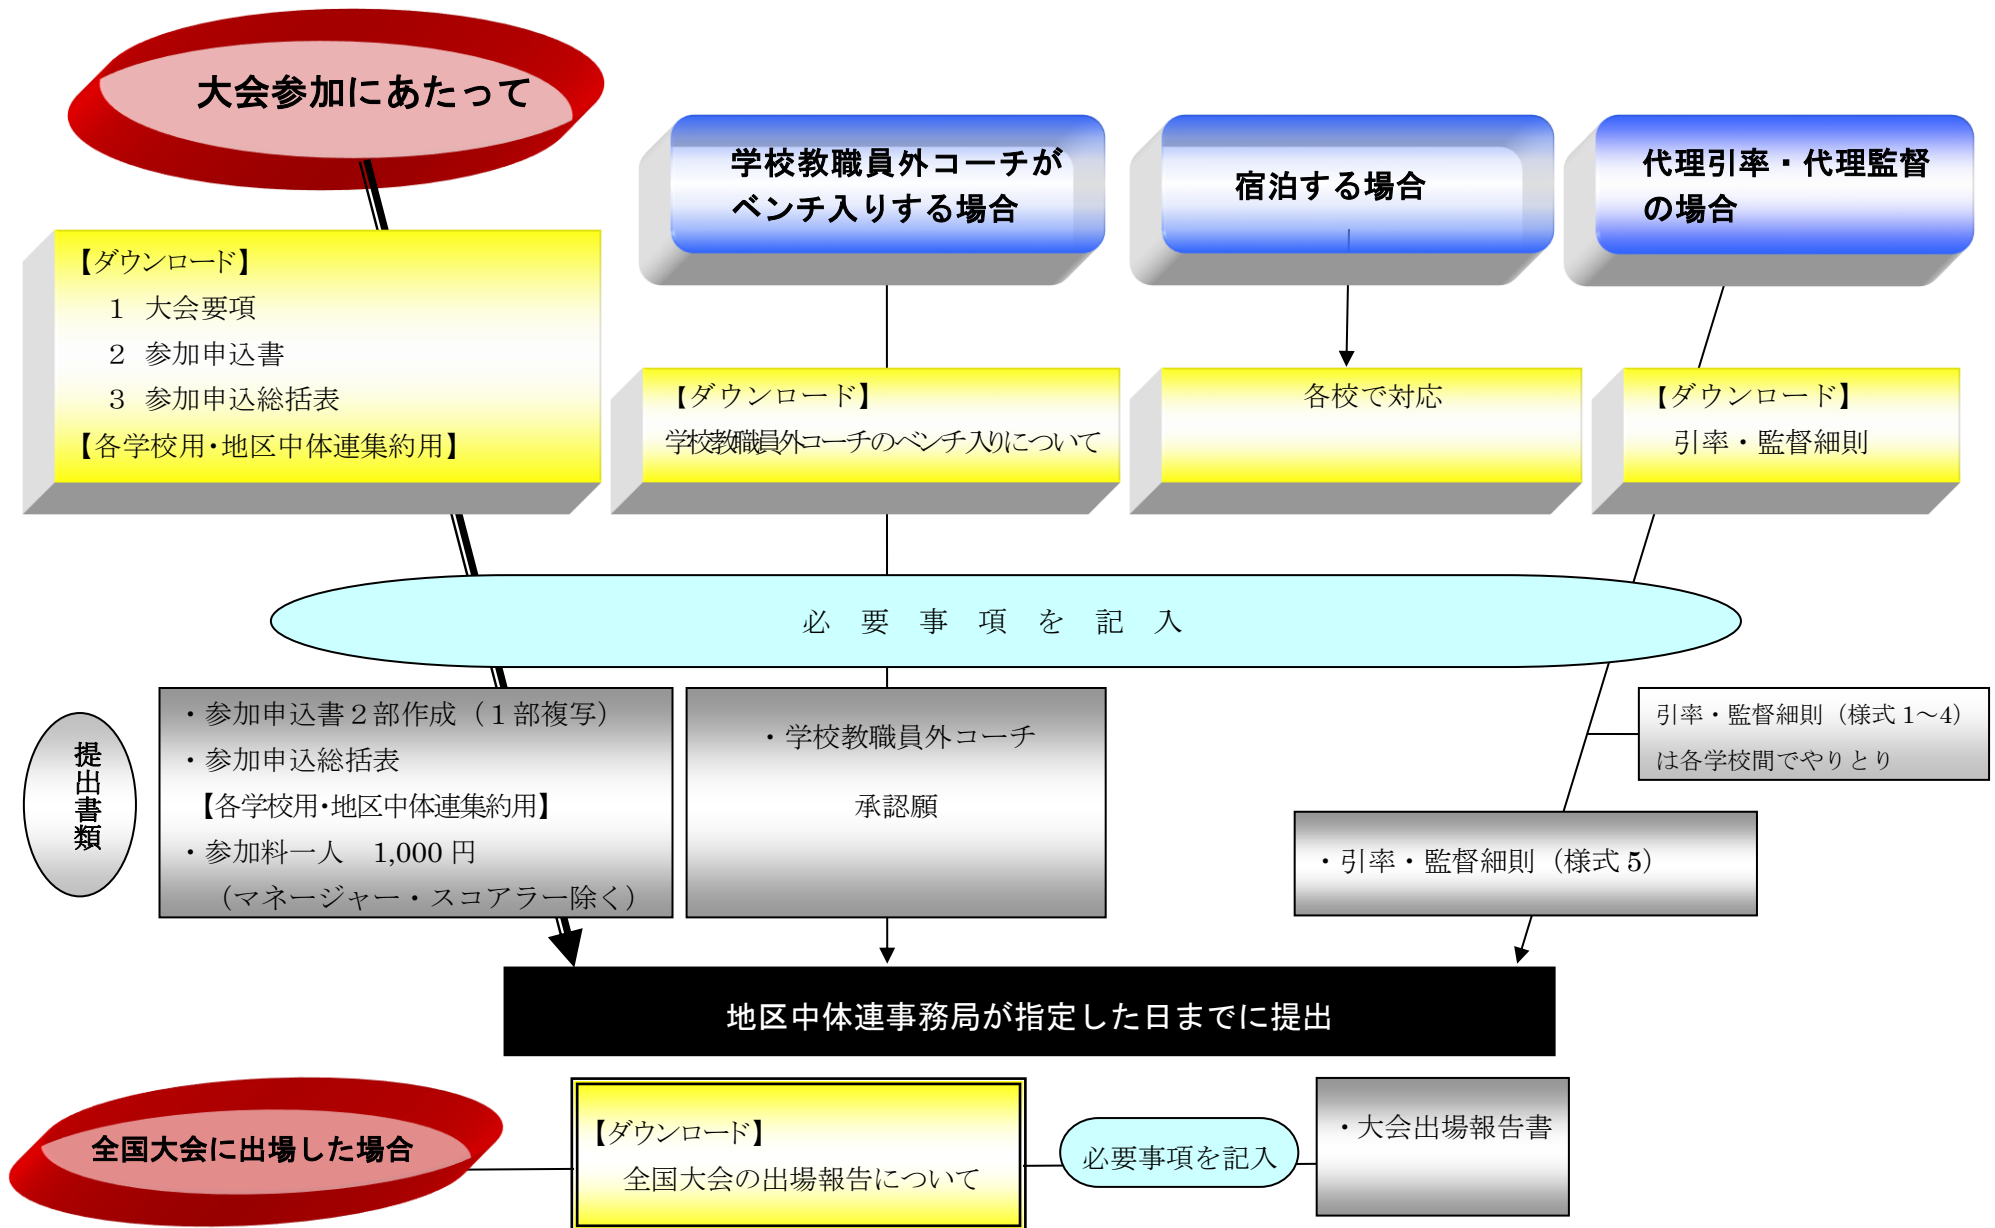 大会参加にあたって
学校教職員外コーチが
ベンチ入りする場合
宿泊する場合
代理引率・代理監督
の場合
【ダウンロード】
１ 大会要項
２ 参加申込書
３ 参加申込総括表
【各学校用・地区中体連集約用】
【ダウンロード】
学校教職員外コーチのベンチ入りについて
各校で対応
【ダウンロード】
引率・監督細則
必 要 事 項 を 記 入
提出書類
・参加申込書２部作成（１部複写）
・参加申込総括表
【各学校用・地区中体連集約用】
・参加料一人　1,000 円
（マネージャー・スコアラー除く）
・学校教職員外コーチ
承認願
引率・監督細則（様式 1～4）
は各学校間でやりとり
・引率・監督細則（様式 5）
地区中体連事務局が指定した日までに提出
全国大会に出場した場合
【ダウンロード】
全国大会の出場報告について
必要事項を記入
・大会出場報告書